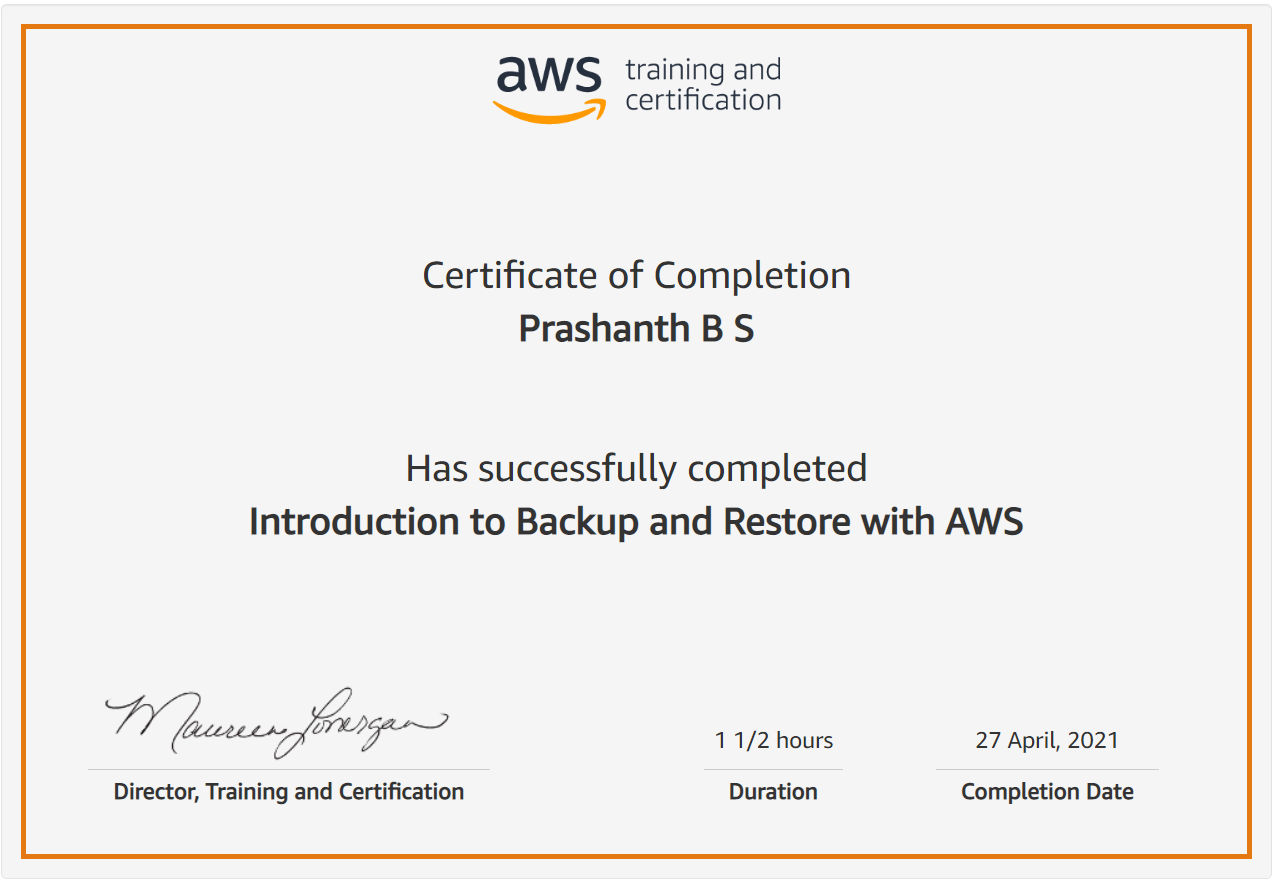 aws training and
certification
Certificate of Completion
Prashanth B S
Has successfully completed
Introduction to Backup and Restore with AWS
Maureen Lonergan
Director, Training and Certification
1 1/2 hours
Duration
27 April, 2021
Completion Date